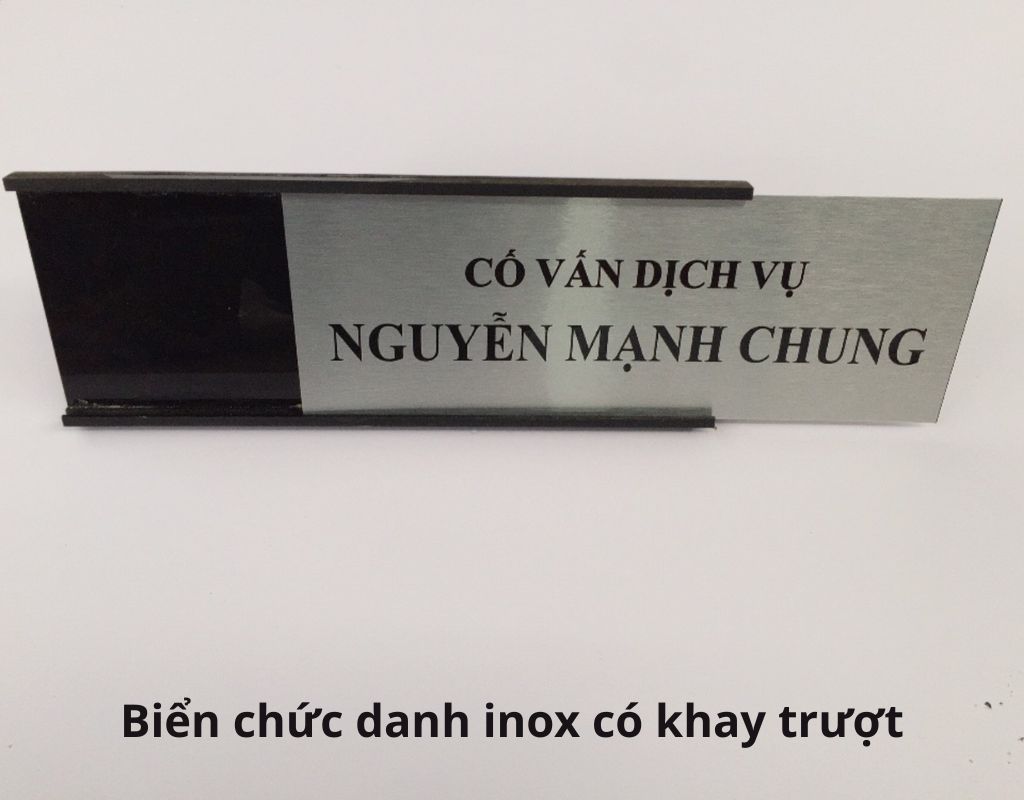 CỐ VẤN DỊCH VỤ
NGUYỄN MẠNH CHUNG
Biển chức danh inox có khay trượt